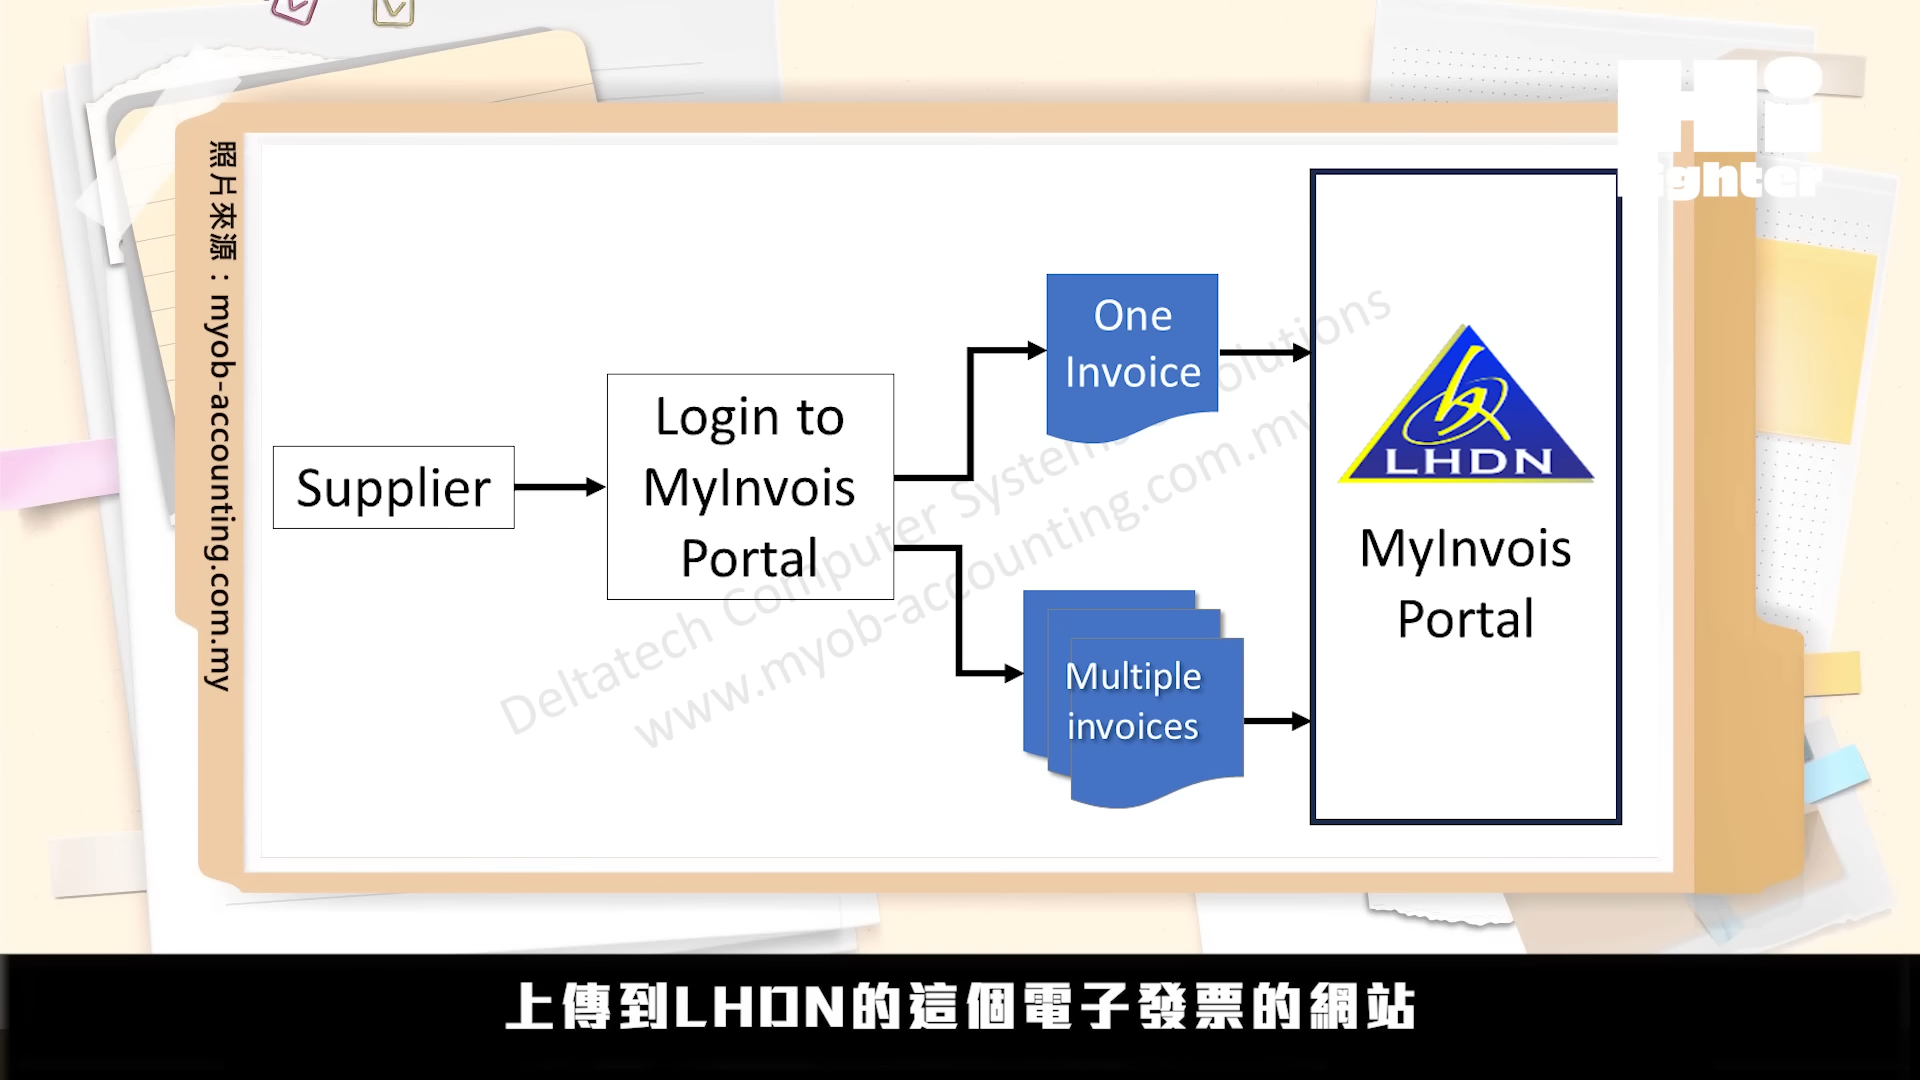 Hi
ighter
照片來源：myob-accounting.com.my
Supplier
Login to
MyInvois
Portal
One
Invoice
Multiple
invoices
LHDN
MyInvois
Portal
Deltatech Computer Systems Solutions
www.myob-accounting.com.my
上傳到LHDN的這個電子發票的網站